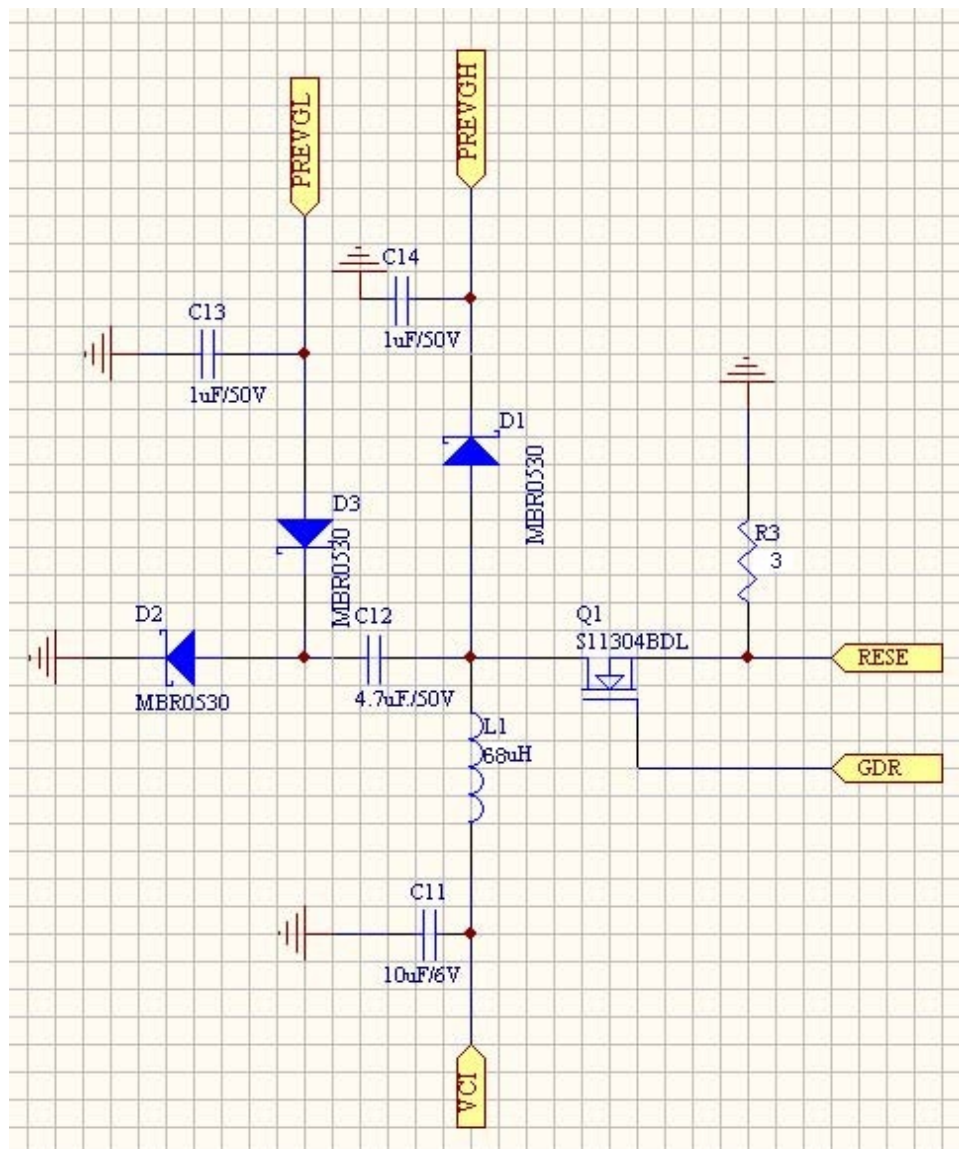 PREVGL
PREVGH
C14
1uF/50V
C13
1uF/50V
D1
MBR0530
D3
MBR0530
R3
3
D2
MBR0530
C12
4.7uF./50V
Q1
S11304BDL
RESE
GDR
L1
68uH
C11
10uF/6V
VCI